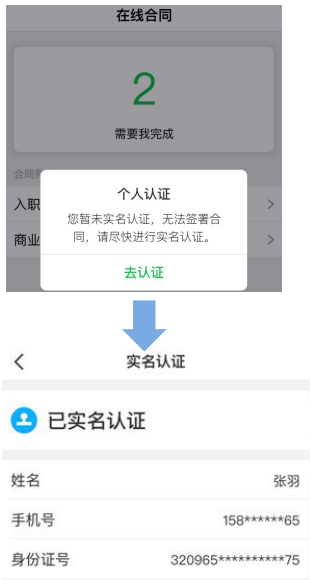 在线合同
2
需要我完成
合同列
入职
个人认证
您暂未实名认证，无法签署合
同，请尽快进行实名认证。
商业
去认证
实名认证
已实名认证
姓名 张羽
手机号 158******65
身份证号 320965**********75